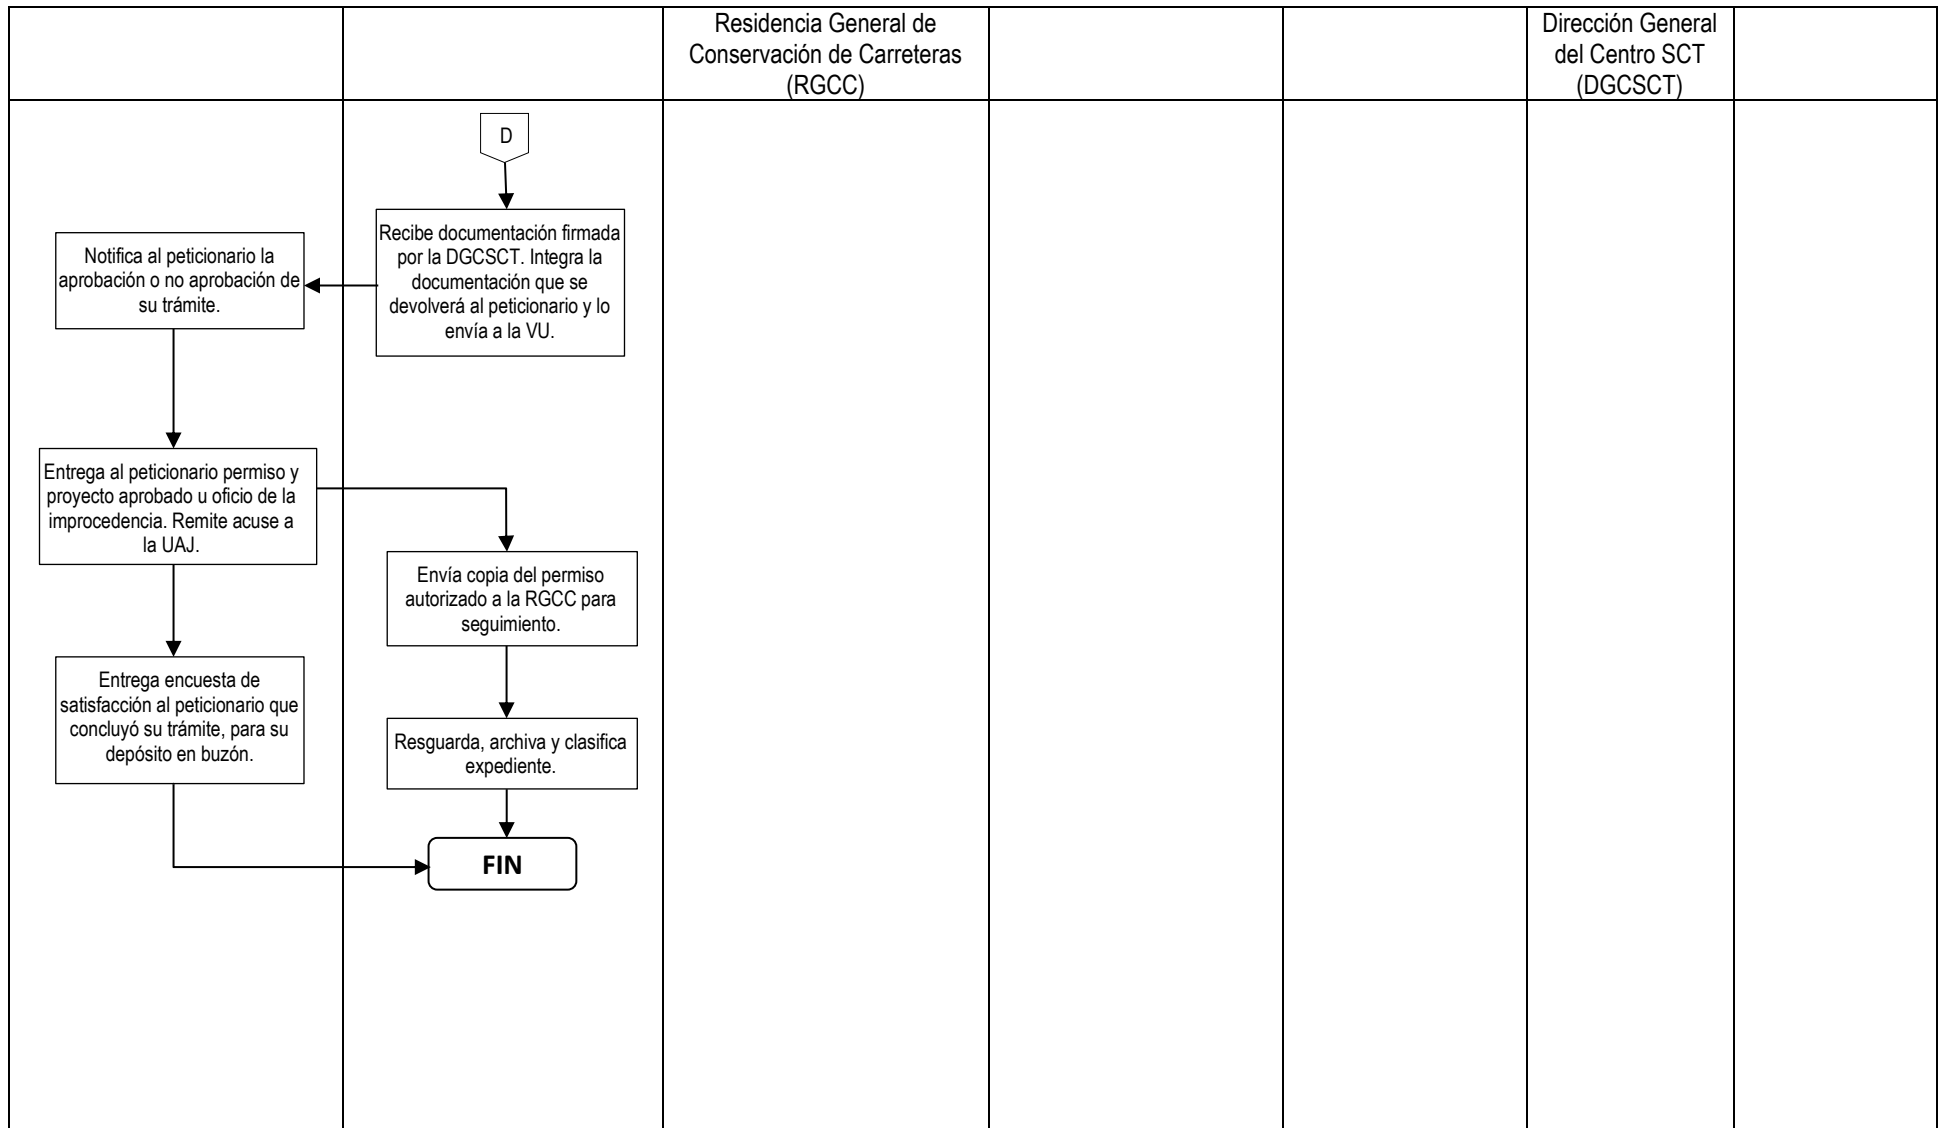 Residencia General de
Conservación de Carreteras
(RGCC)
Dirección General
del Centro SCT
(DGCSCT)
D
Recibe documentación firmada
por la DGCSCT. Integra la
documentación que se
devolverá al peticionario y lo
envía a la VU.
Notifica al peticionario la
aprobación o no aprobación de
su trámite.
Entrega al peticionario permiso y
proyecto aprobado u oficio de la
improcedencia. Remite acuse a
la UAJ.
Envía copia del permiso
autorizado a la RGCC para
seguimiento.
Entrega encuesta de
satisfacción al peticionario que
concluyó su trámite, para su
depósito en buzón.
Resguarda, archiva y clasifica
expediente.
FIN